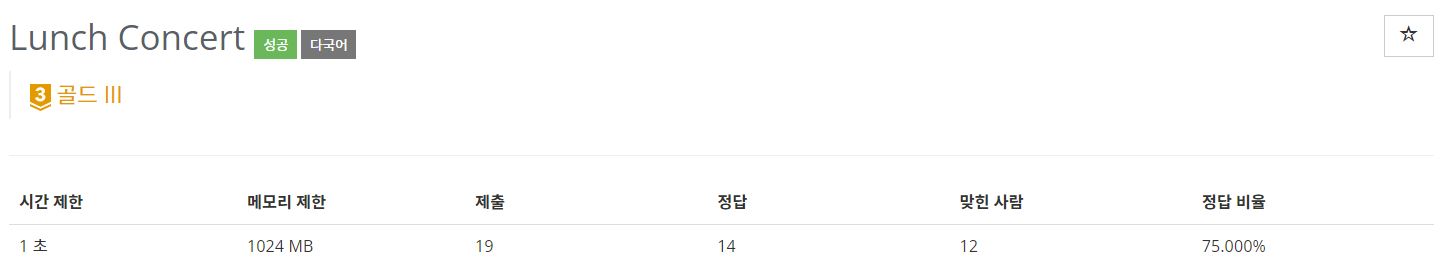 Lunch Concert 성공 다국어
3 골드 III
시간 제한 메모리 제한 제출 정답 맞힌 사람 정답 비율
1 초 1024 MB 19 14 12 75.000%